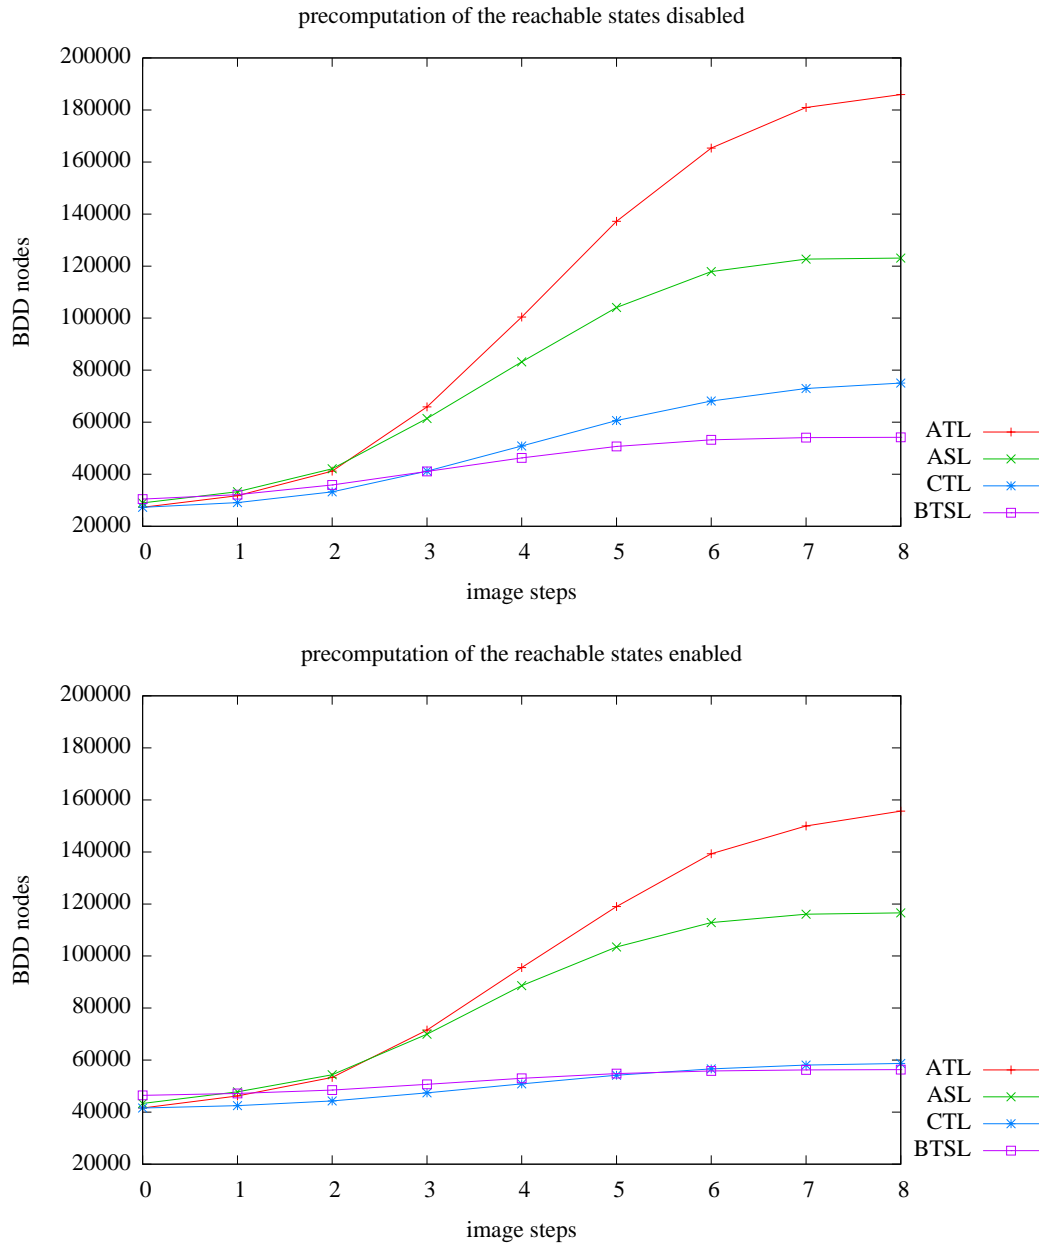 precomputation of the reachable states disabled
200000
180000
160000
140000
120000
100000
80000
60000
40000
20000
BDD nodes
0 1 2 3 4 5 6 7 8
image steps
ATL
ASL
CTL
BTSL
precomputation of the reachable states enabled
200000
180000
160000
140000
120000
100000
80000
60000
40000
20000
BDD nodes
0 1 2 3 4 5 6 7 8
image steps
ATL
ASL
CTL
BTSL